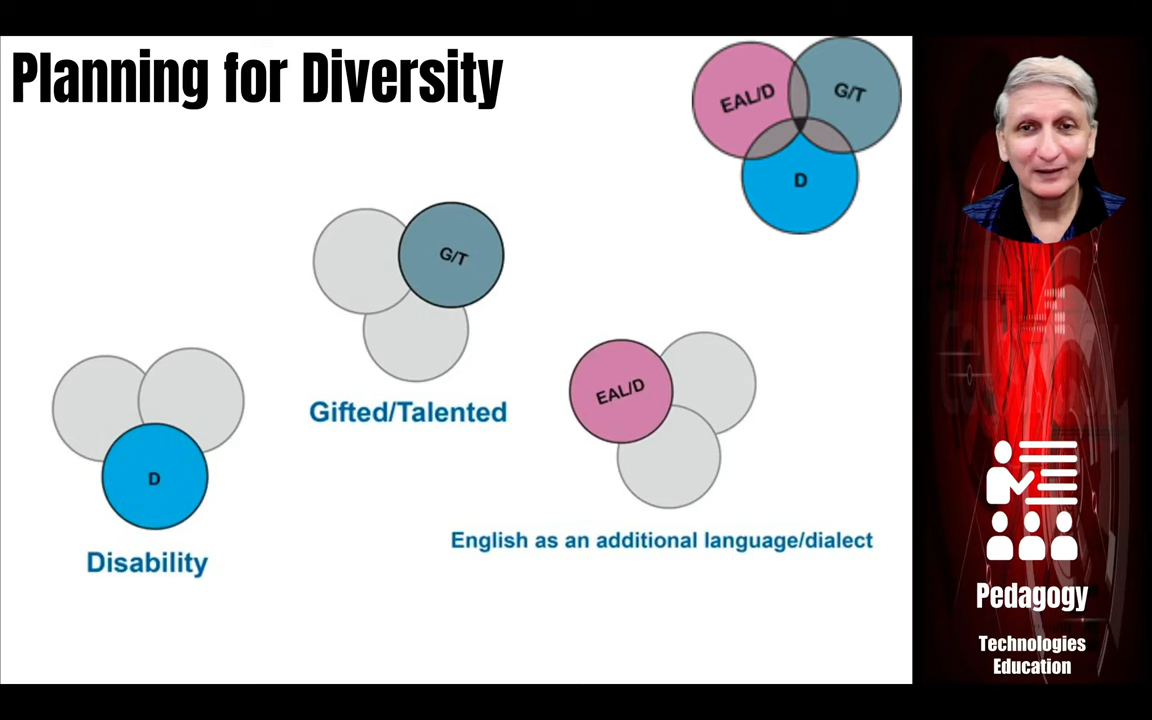 Planning for Diversity
EAL/D
G/T
D
G/T
Gifted/Talented
EAL/D
English as an additional language/dialect
D
Disability
Pedagogy
Technologies
Education